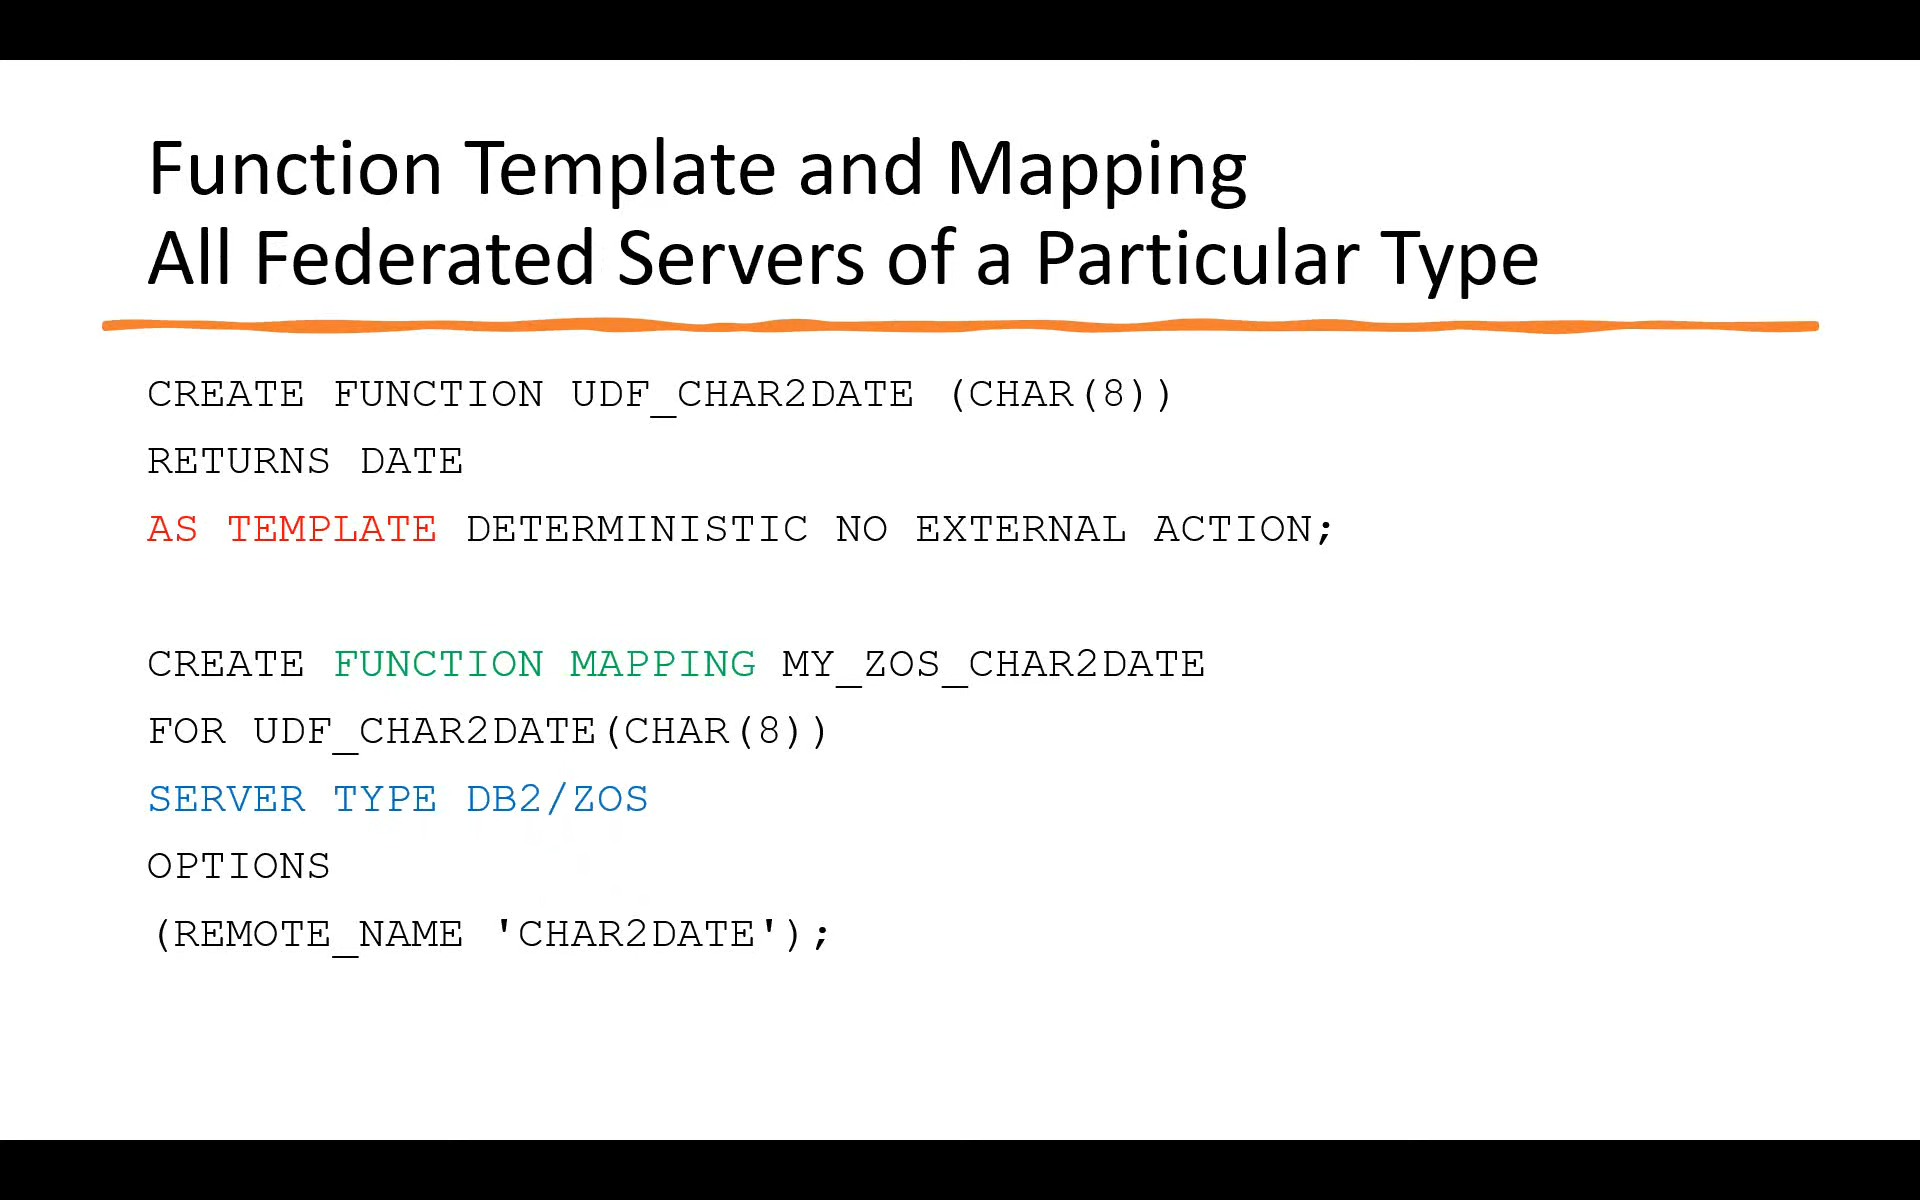 Function Template and Mapping
All Federated Servers of a Particular Type
CREATE FUNCTION UDF_CHAR2DATE (CHAR(8))
RETURNS DATE
AS TEMPLATE DETERMINISTIC NO EXTERNAL ACTION;
CREATE FUNCTION MAPPING MY_ZOS_CHAR2DATE
FOR UDF_CHAR2DATE(CHAR(8))
SERVER TYPE DB2/ZOS
OPTIONS
(REMOTE_NAME 'CHAR2DATE');